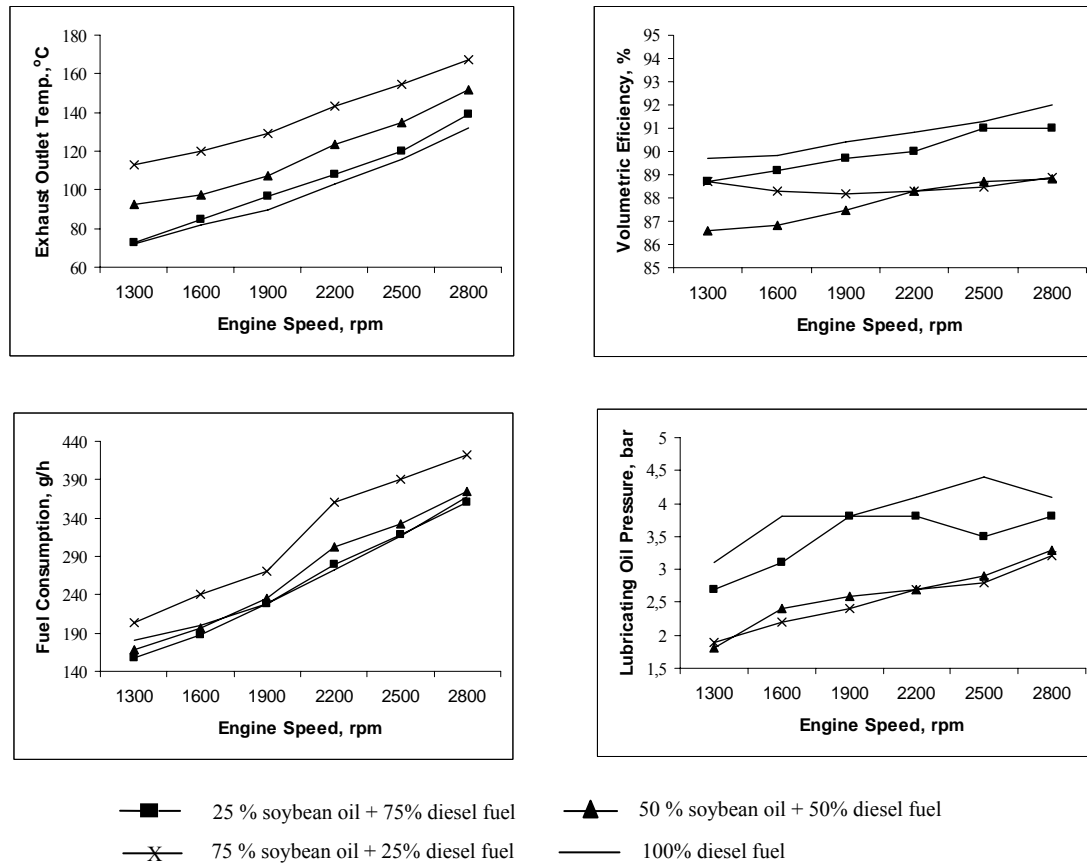 180
160
140
120
100
80
60
Exhaust Outlet Temp.,°C
1300 1600 1900 2200 2500 2800
Engine Speed, rpm
95
94
93
92
91
90
89
88
87
86
85
Volumetric Eficiency, %
1300 1600 1900 2200 2500 2800
Engine Speed, rpm
440
390
340
290
240
190
140
Fuel Consumption, g/h
1300 1600 1900 2200 2500 2800
Engine Speed, rpm
5
4,5
4
3,5
3
2,5
2
1,5
Lubricating Oil Pressure, bar
1300 1600 1900 2200 2500 2800
Engine Speed, rpm
25 % soybean oil + 75% diesel fuel
50 % soybean oil + 50% diesel fuel
75 % soybean oil + 25% diesel fuel
100% diesel fuel